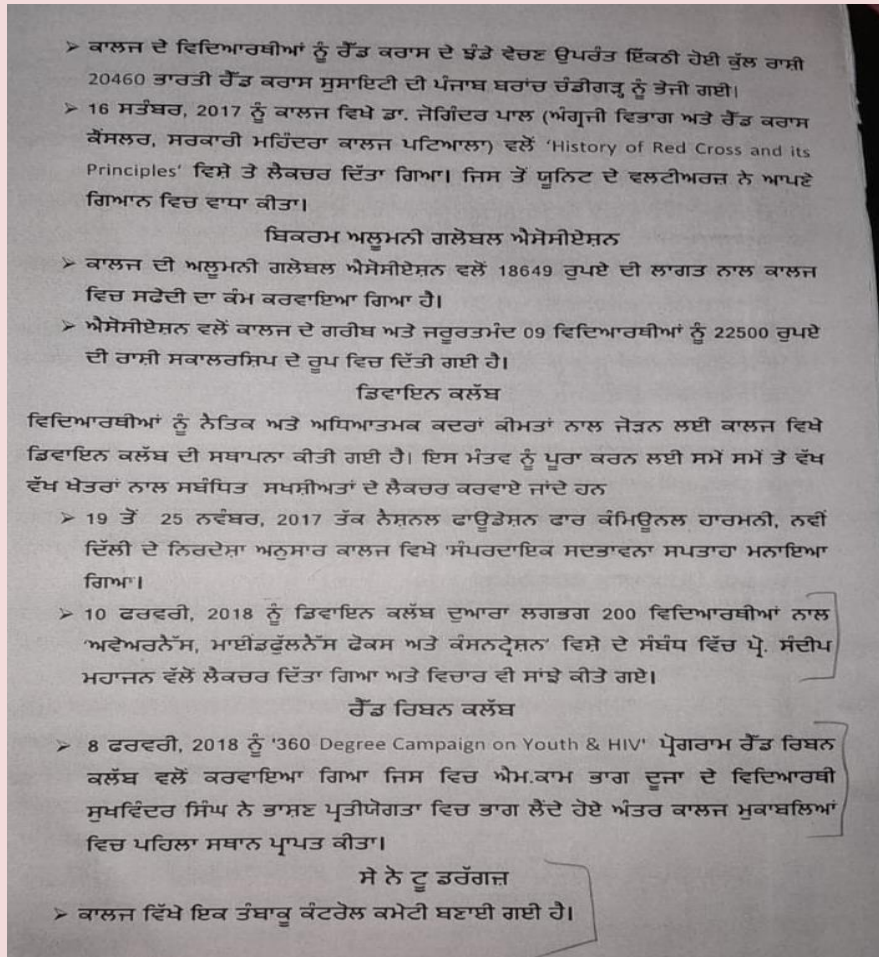 ➢ ਕਾਲਜ ਦੇ ਵਿਦਿਆਰਥੀਆਂ ਨੂੰ ਰੈੱਡ ਕਰਾਸ ਦੇ ਝੰਡੇ ਵੇਚਣ ਉਪਰੰਤ ਇੱਕਠੀ ਹੋਈ ਕੁੱਲ ਰਾਸ਼ੀ
20460 ਭਾਰਤੀ ਰੈੱਡ ਕਰਾਸ ਸੁਸਾਇਟੀ ਦੀ ਪੰਜਾਬ ਬਰਾਂਚ ਚੰਡੀਗੜ੍ਹ ਨੂੰ ਭੇਜੀ ਗਈ।
➢ 16 ਸਤੰਬਰ, 2017 ਨੂੰ ਕਾਲਜ ਵਿਖੇ ਡਾ. ਜੋਗਿੰਦਰ ਪਾਲ (ਅੰਗ੍ਰਜੀ ਵਿਭਾਗ ਅਤੇ ਰੈੱਡ ਕਰਾਸ
ਕੌਂਸਲਰ, ਸਰਕਾਰੀ ਮਹਿੰਦਰਾ ਕਾਲਜ ਪਟਿਆਲਾ) ਵਲੋਂ 'History of Red Cross and its
Principles' ਵਿਸ਼ੇ ਤੇ ਲੈਕਚਰ ਦਿੱਤਾ ਗਿਆ। ਜਿਸ ਤੋਂ ਯੂਨਿਟ ਦੇ ਵਲਟੀਅਰਜ਼ ਨੇ ਆਪਣੇ
ਗਿਆਨ ਵਿਚ ਵਾਧਾ ਕੀਤਾ।
ਬਿਕਰਮ ਅਲੂਮਨੀ ਗਲੋਬਲ ਐਸੋਸੀਏਸ਼ਨ
➢ ਕਾਲਜ ਦੀ ਅਲੂਮਨੀ ਗਲੋਬਲ ਐਸੋਸੀਏਸ਼ਨ ਵਲੋਂ 18649 ਰੁਪਏ ਦੀ ਲਾਗਤ ਨਾਲ ਕਾਲਜ
ਵਿਚ ਸਫੇਦੀ ਦਾ ਕੰਮ ਕਰਵਾਇਆ ਗਿਆ ਹੈ।
➢ ਐਸੋਸੀਏਸ਼ਨ ਵਲੋਂ ਕਾਲਜ ਦੇ ਗਰੀਬ ਅਤੇ ਜਰੂਰਤਮੰਦ 09 ਵਿਦਿਆਰਥੀਆਂ ਨੂੰ 22500 ਰੁਪਏ
ਦੀ ਰਾਸ਼ੀ ਸਕਾਲਰਸ਼ਿਪ ਦੇ ਰੂਪ ਵਿਚ ਦਿੱਤੀ ਗਈ ਹੈ।
ਡਿਵਾਇਨ ਕਲੱਬ
ਵਿਦਿਆਰਥੀਆਂ ਨੂੰ ਨੈਤਿਕ ਅਤੇ ਅਧਿਆਤਮਕ ਕਦਰਾਂ ਕੀਮਤਾਂ ਨਾਲ ਜੋੜਨ ਲਈ ਕਾਲਜ ਵਿਖੇ
ਡਿਵਾਇਨ ਕਲੱਬ ਦੀ ਸਥਾਪਨਾ ਕੀਤੀ ਗਈ ਹੈ। ਇਸ ਮੰਤਵ ਨੂੰ ਪੂਰਾ ਕਰਨ ਲਈ ਸਮੇਂ ਸਮੇਂ ਤੇ ਵੱਖ
ਵੱਖ ਖੇਤਰਾਂ ਨਾਲ ਸਬੰਧਿਤ ਸਖਸ਼ੀਅਤਾਂ ਦੇ ਲੈਕਚਰ ਕਰਵਾਏ ਜਾਂਦੇ ਹਨ
➢ 19 ਤੋਂ 25 ਨਵੰਬਰ, 2017 ਤੱਕ ਨੈਸ਼ਨਲ ਫਾਊਡੇਸ਼ਨ ਫਾਰ ਕੰਮਿਊਨਲ ਹਾਰਮਨੀ, ਨਵੀਂ
ਦਿੱਲੀ ਦੇ ਨਿਰਦੇਸ਼ਾ ਅਨੁਸਾਰ ਕਾਲਜ ਵਿਖੇ 'ਸੰਪਰਦਾਇਕ ਸਦਭਾਵਨਾ ਸਪਤਾਹ' ਮਨਾਇਆ
ਗਿਆ।
➢ 10 ਫਰਵਰੀ, 2018 ਨੂੰ ਡਿਵਾਇਨ ਕਲੱਬ ਦੁਆਰਾ ਲਗਭਗ 200 ਵਿਦਿਆਰਥੀਆਂ ਨਾਲ
'ਅਵੇਅਰਨੈੱਸ, ਮਾਈਂਡਫੁੱਲਨੈੱਸ ਫੋਕਸ ਅਤੇ ਕੰਸਨਟ੍ਰੇਸ਼ਨ' ਵਿਸ਼ੇ ਦੇ ਸੰਬੰਧ ਵਿੱਚ ਪ੍ਰੋ. ਸੰਦੀਪ
ਮਹਾਜਨ ਵੱਲੋਂ ਲੈਕਚਰ ਦਿੱਤਾ ਗਿਆ ਅਤੇ ਵਿਚਾਰ ਵੀ ਸਾਂਝੇ ਕੀਤੇ ਗਏ।
ਰੈੱਡ ਰਿਬਨ ਕਲੱਬ
➢ 8 ਫਰਵਰੀ, 2018 ਨੂੰ '360 Degree Campaign on Youth & HIV' ਪ੍ਰੋਗਰਾਮ ਰੈੱਡ ਰਿਬਨ
ਕਲੱਬ ਵਲੋਂ ਕਰਵਾਇਆ ਗਿਆ ਜਿਸ ਵਿਚ ਐਮ.ਕਾਮ ਭਾਗ ਦੂਜਾ ਦੇ ਵਿਦਿਆਰਥੀ
ਸੁਖਵਿੰਦਰ ਸਿੰਘ ਨੇ ਭਾਸ਼ਣ ਪ੍ਰਤੀਯੋਗਤਾ ਵਿਚ ਭਾਗ ਲੈਂਦੇ ਹੋਏ ਅੰਤਰ ਕਾਲਜ ਮੁਕਾਬਲਿਆਂ
ਵਿਚ ਪਹਿਲਾ ਸਥਾਨ ਪ੍ਰਾਪਤ ਕੀਤਾ।
ਸੇ ਨੋ ਟੂ ਡਰੱਗਜ਼
➢ ਕਾਲਜ ਵਿੱਖੇ ਇਕ ਤੰਬਾਕੂ ਕੰਟਰੋਲ ਕਮੇਟੀ ਬਣਾਈ ਗਈ ਹੈ।